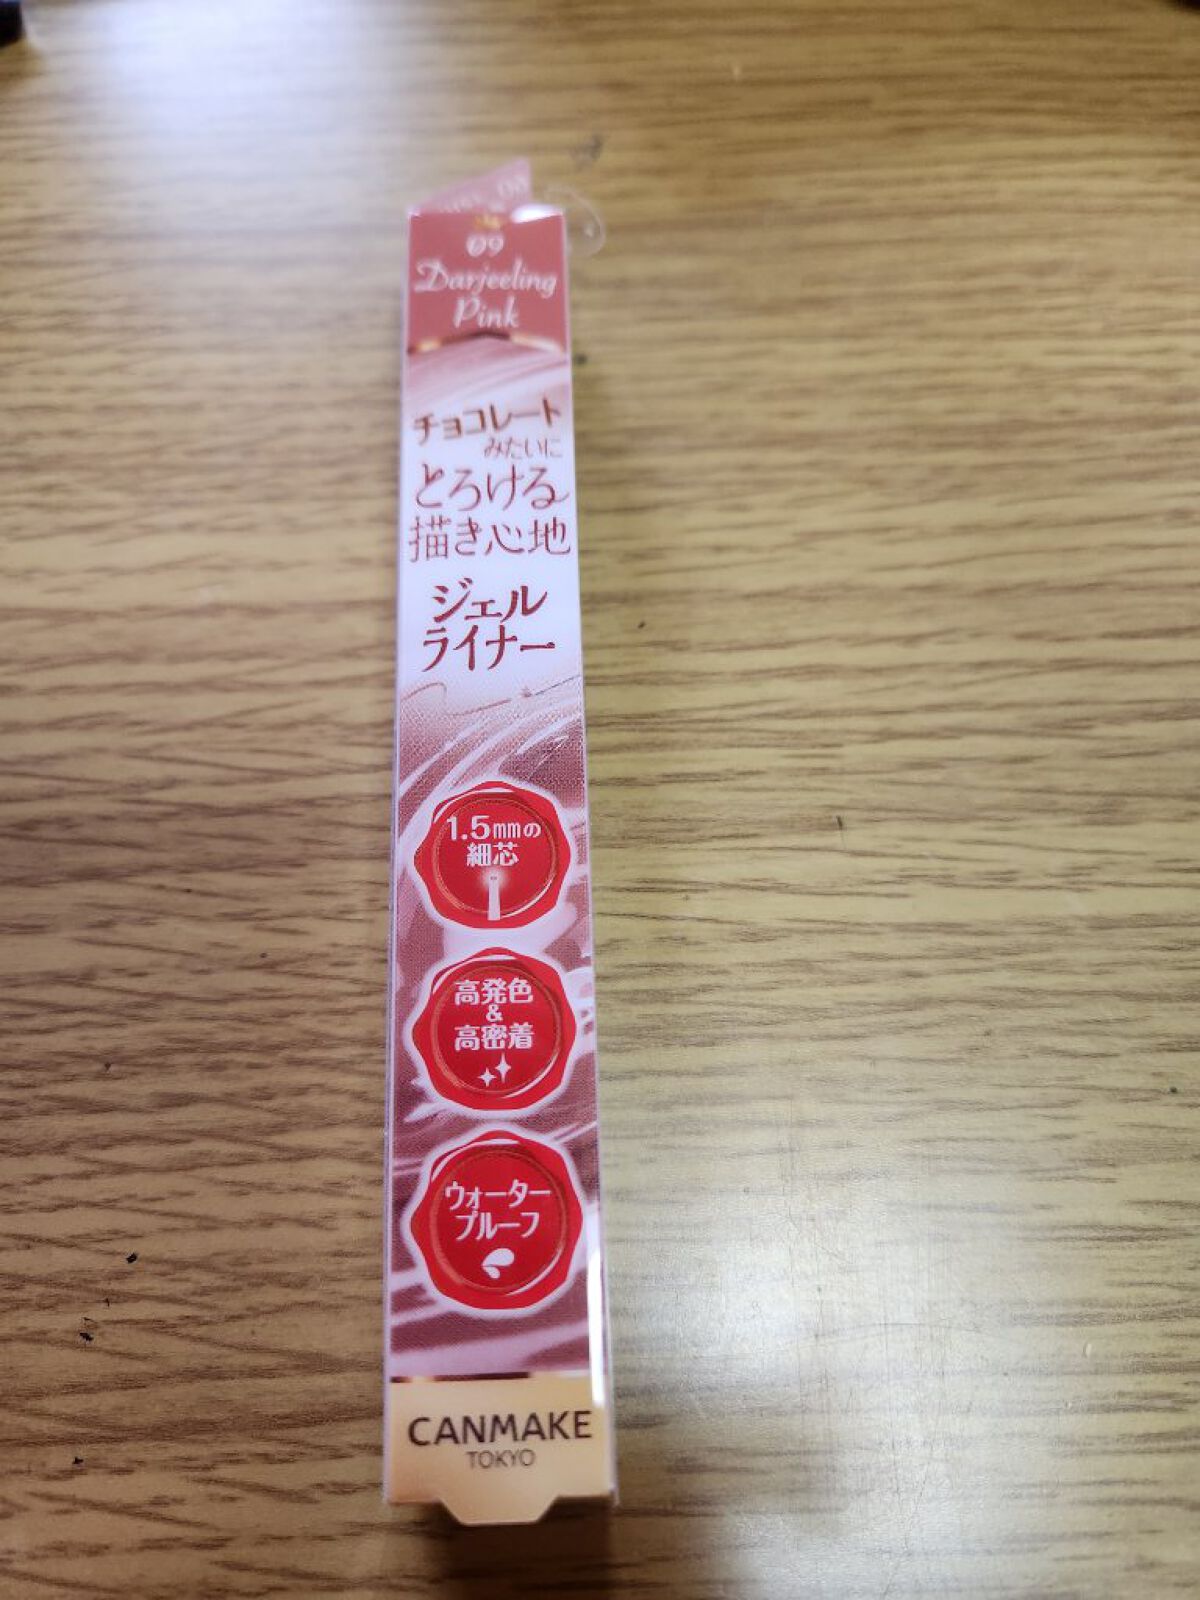 09
Darjeeling
Pink
チョコレート
みたいに
とろける
描き心地
ジェル
ライナー
1.5mmの
細芯
高発色
&
高密着
ウォーター
プルーフ
CANMAKE
TOKYO